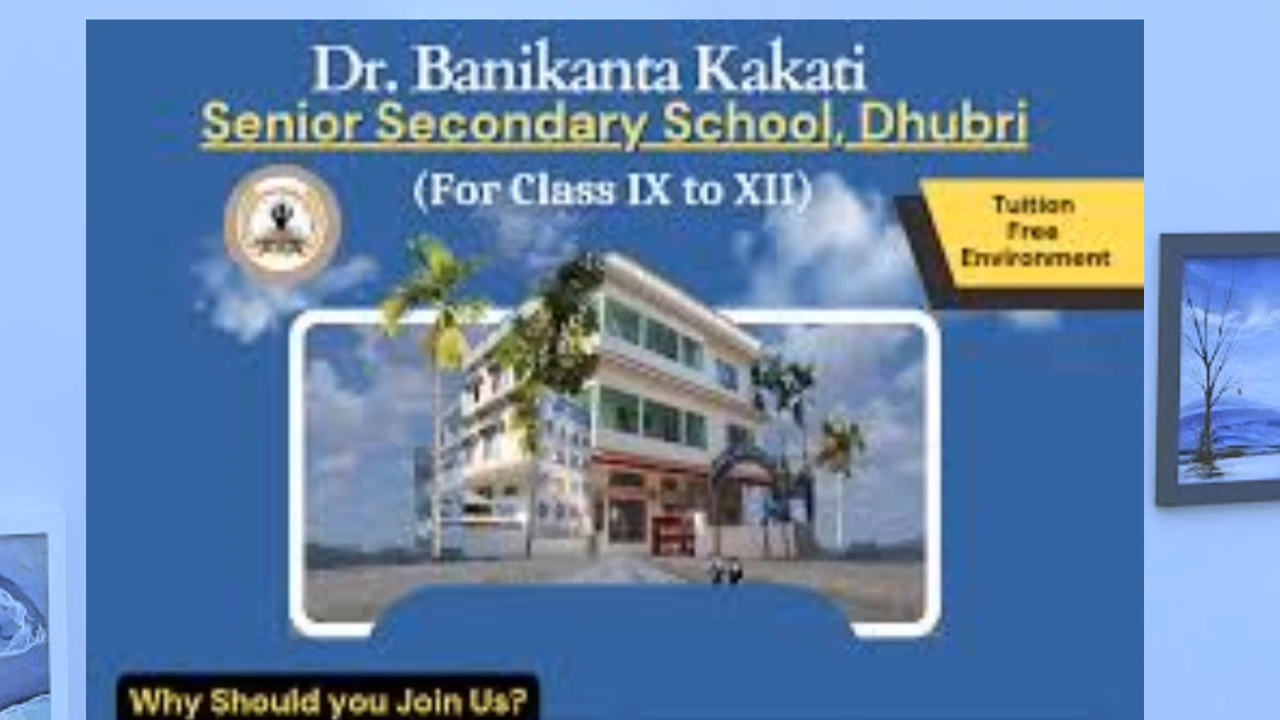 Dr. Banikanta Kakati
Senior Secondary School, Dhubri
(For Class IX to XII)
Tuition
Free
Environment
Why Should you Join Us?